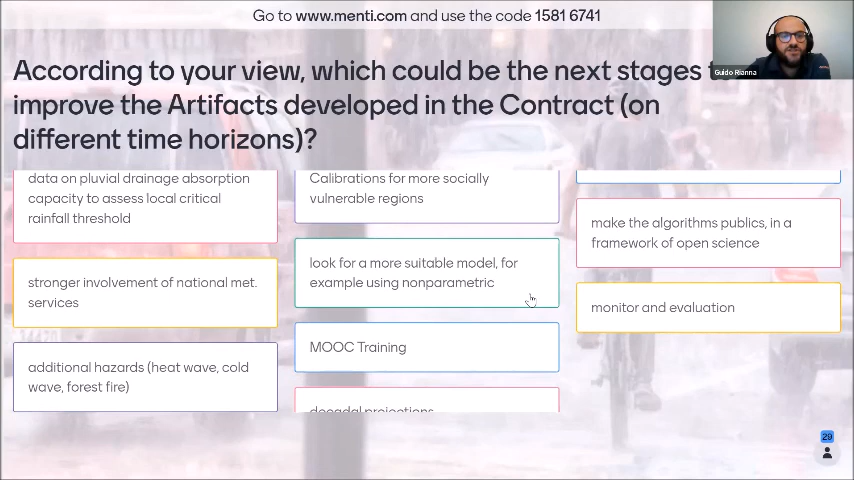 Go to www.menti.com and use the code 1581 6741
Guido Rianna
According to your view, which could be the next stages
improve the Artifacts developed in the Contract (on
different time horizons)?
data on pluvial drainage absorption
capacity to assess local critical
rainfall threshold
stronger involvement of national met.
services
additional hazards (heat wave, cold
wave, forest fire)
Calibrations for more socially
vulnerable regions
look for a more suitable model, for
example using nonparametric
MOOC Training
decadal projections
make the algorithms publics, in a
framework of open science
monitor and evaluation
29